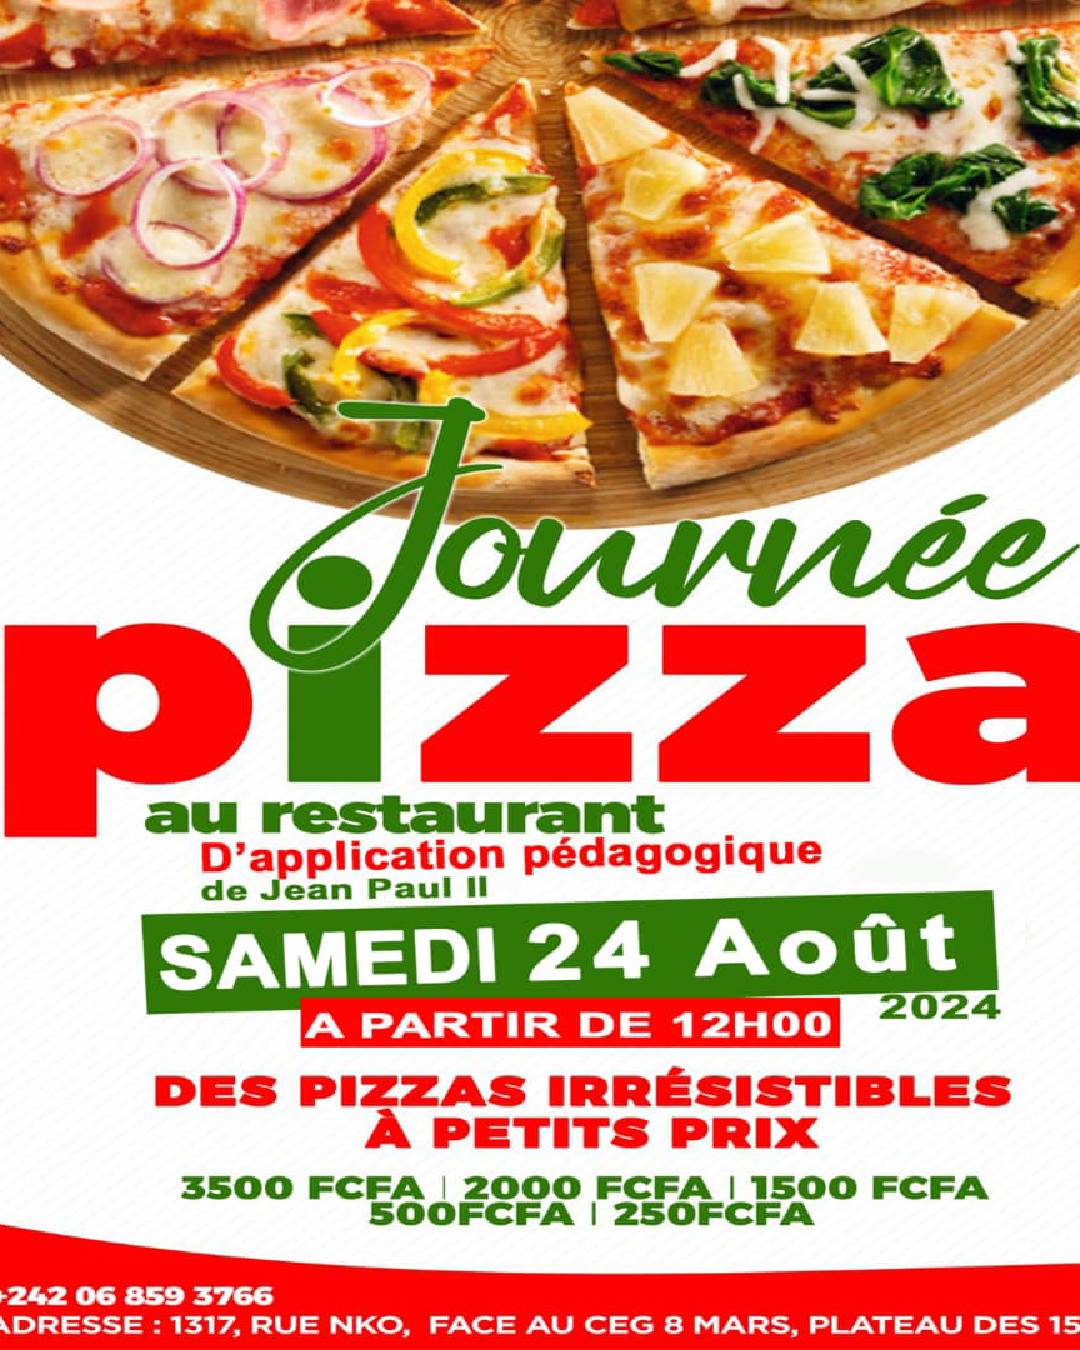 Journée
pizza
au restaurant
D'application pédagogique
de Jean Paul II
SAMEDI 24 Août
2024
A PARTIR DE 12H00
DES PIZZAS IRRÉSISTIBLES
À PETITS PRIX
3500 FCFA | 2000 FCFA | 1500 FCFA
500FCFA | 250FCFA
+242 06 859 3766
ADRESSE : 1317, RUE NKO, FACE AU CEG 8 MARS, PLATEAU DES 15